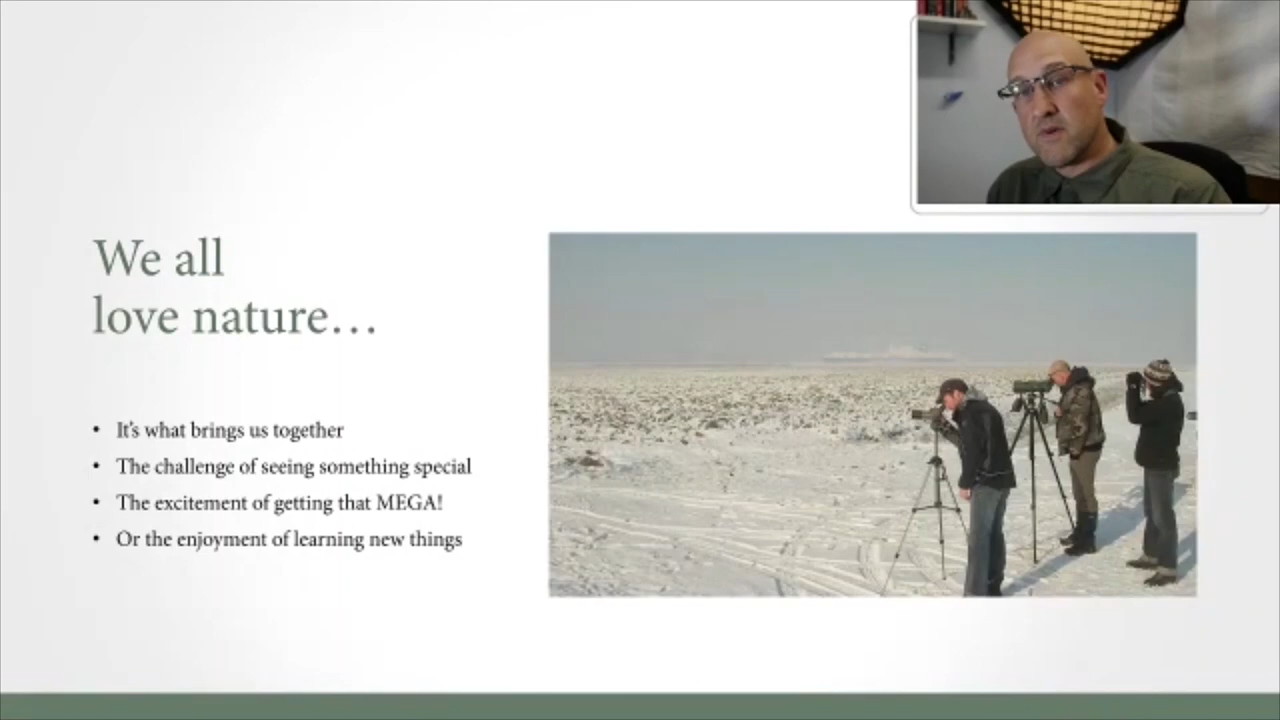 We all
love nature…
• It's what brings us together
• The challenge of seeing something special
• The excitement of getting that MEGA!
• Or the enjoyment of learning new things